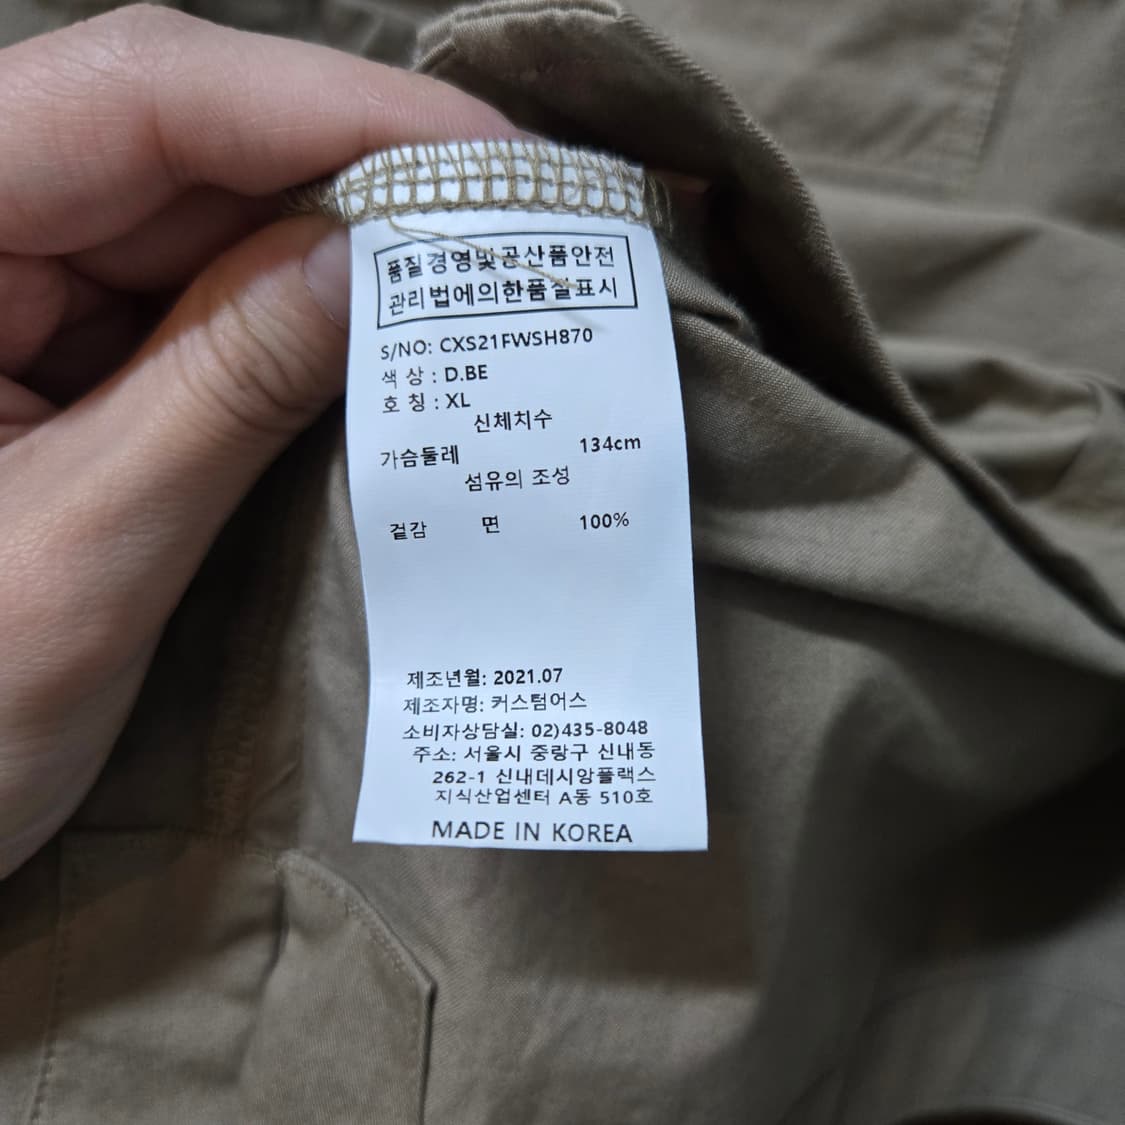 품질경영및공산품안전
관리법에의한품질표시
S/NO: CXS21FWSH870
색 상 : D.BE
호 칭 : XL
신체치수
가슴둘레 134cm
섬유의 조성
겉감 면 100%
제조년월: 2021.07
제조자명: 커스텀어스
소비자상담실: 02)435-8048
주소: 서울시 중랑구 신내동
262-1 신내데시앙플랙스
지식산업센터 A동 510호
MADE IN KOREA